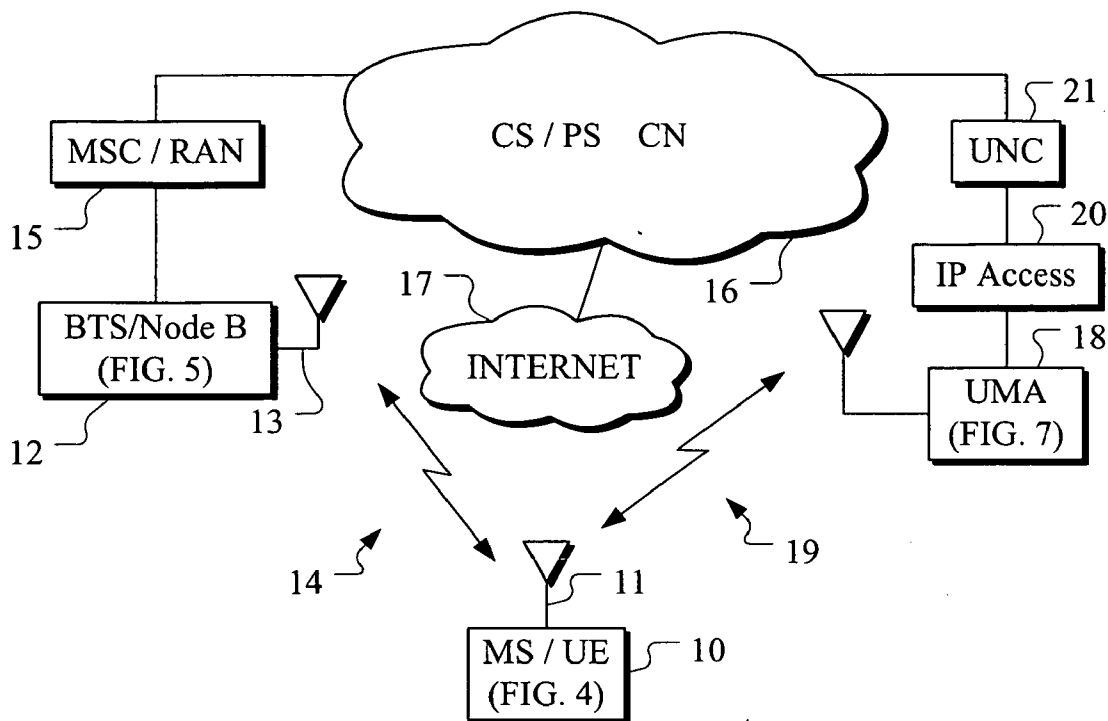 CS / PS CN
MSC / RAN
15
21
UNC
20
IP Access
16
17
INTERNET
BTS/Node B
(FIG. 5)
13
12
18
UMA
(FIG. 7)
14
19
11
MS / UE
(FIG. 4)
10